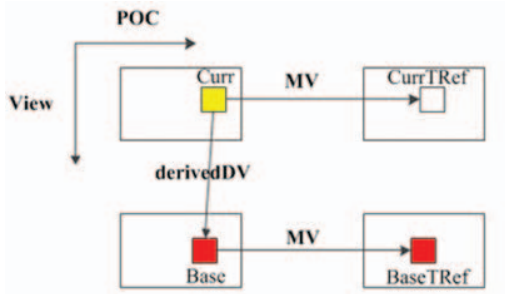 POC
Curr
MV
CurrTRef
View
derivedDV
MV
Base
BaseTRef